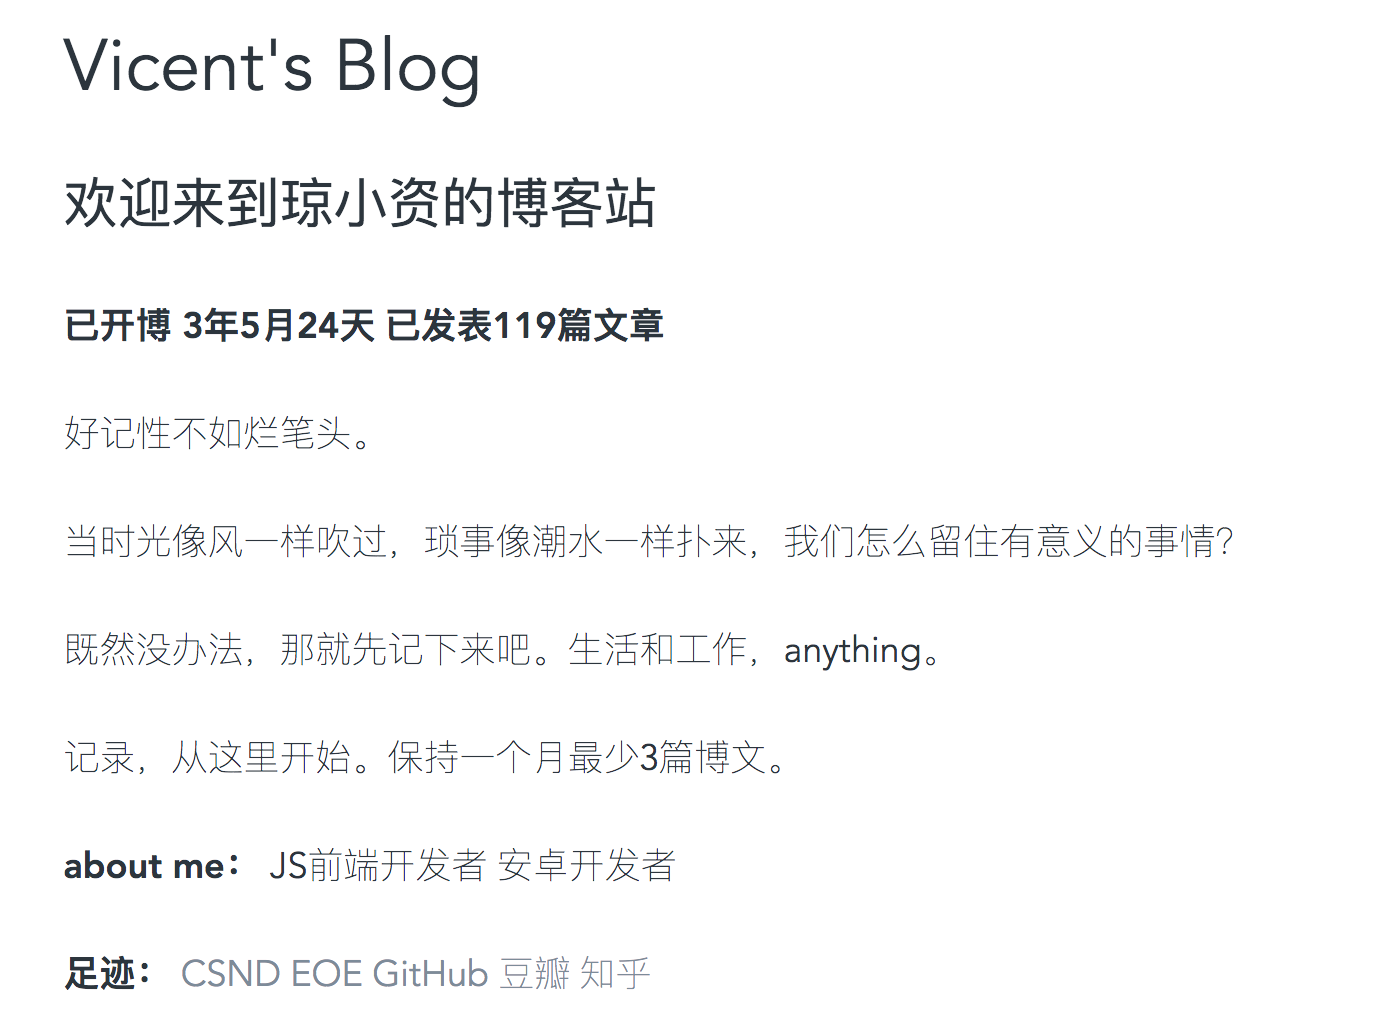 Vicent's Blog
欢迎来到琼小资的博客站
已开博 3年5月24天 已发表119篇文章
好记性不如烂笔头。
当时光像风一样吹过，琐事像潮水一样扑来，我们怎么留住有意义的事情？
既然没办法，那就先记下来吧。生活和工作，anything。
记录，从这里开始。保持一个月最少3篇博文。
about me： JS前端开发者 安卓开发者
足迹： CSND EOE GitHub 豆瓣 知乎